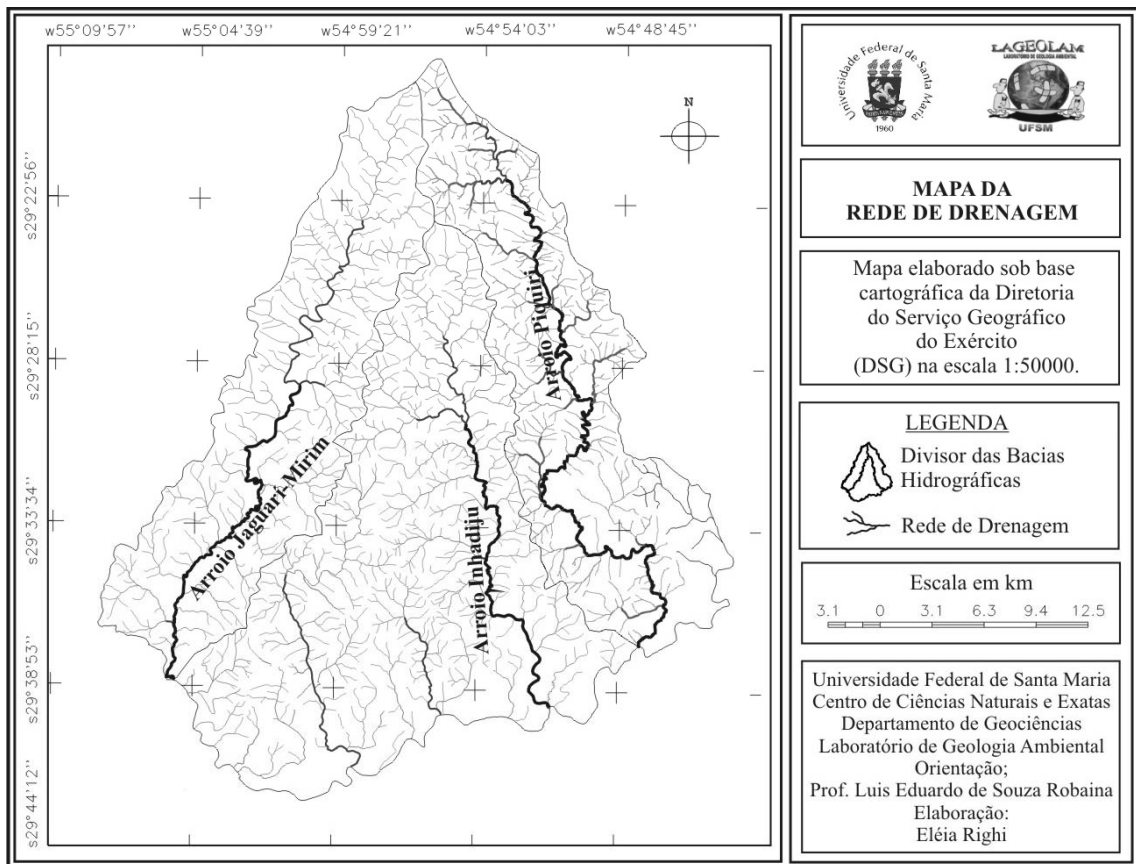 w55°09'57'' w55°04'39'' w54°59'21'' w54°54'03'' w54°48'45''
s29°22'56''
s29°28'15''
s29°33'34''
s29°38'53''
s29°44'12''
N
Arroio Piquiri
Arroio Jaguari-Mirim
Arroio Inhadiju
Universidade Federal de Santa Maria
1960
LAGEOLAM
LABORATÓRIO DE GEOLOGIA AMBIENTAL
UFSM
MAPA DA
REDE DE DRENAGEM
Mapa elaborado sob base
cartográfica da Diretoria
do Serviço Geográfico
do Exército
(DSG) na escala 1:50000.
LEGENDA
Divisor das Bacias
Hidrográficas
Rede de Drenagem
Escala em km
3.1 0 3.1 6.3 9.4 12.5
Universidade Federal de Santa Maria
Centro de Ciências Naturais e Exatas
Departamento de Geociências
Laboratório de Geologia Ambiental
Orientação;
Prof. Luis Eduardo de Souza Robaina
Elaboração:
Eléia Righi